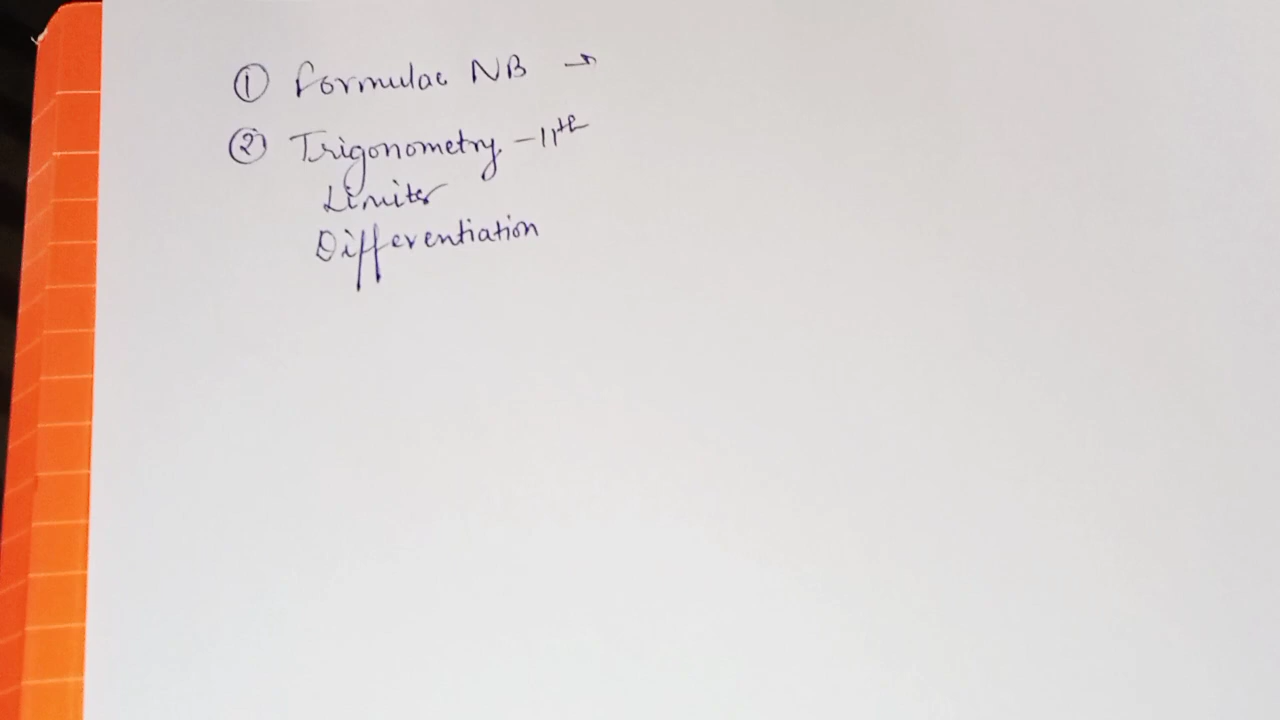 ① Formulae NB →
② Trigonometry - 11th
Limits
Differentiation